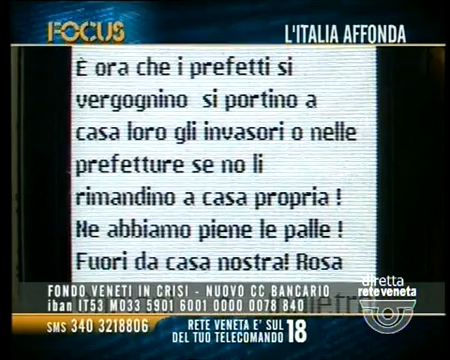 FOCUS
L'ITALIA AFFONDA
È ora che i prefetti si
vergognino si portino a
casa loro gli invasori o nelle
prefetture se no li
rimandino a casa propria !
Ne abbiamo piene le palle !
Fuori da casa nostra! Rosa
diretta
reteveneta
FONDO VENETI IN CRISI - NUOVO CC BANCARIO
iban IT53 M033 5901 6001 0000 0078 840
SMS 340 3218806
RETE VENETA E' SUL
DEL TUO TELECOMANDO 18